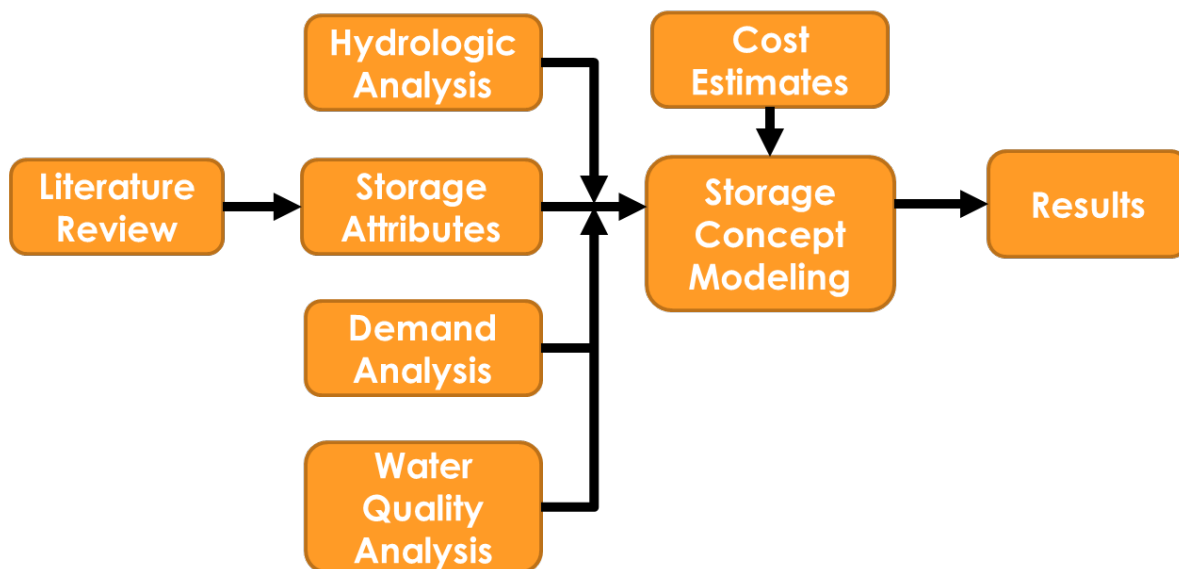 Hydrologic
Analysis
Cost
Estimates
Literature
Review
Storage
Attributes
Storage
Concept
Modeling
Results
Demand
Analysis
Water
Quality
Analysis